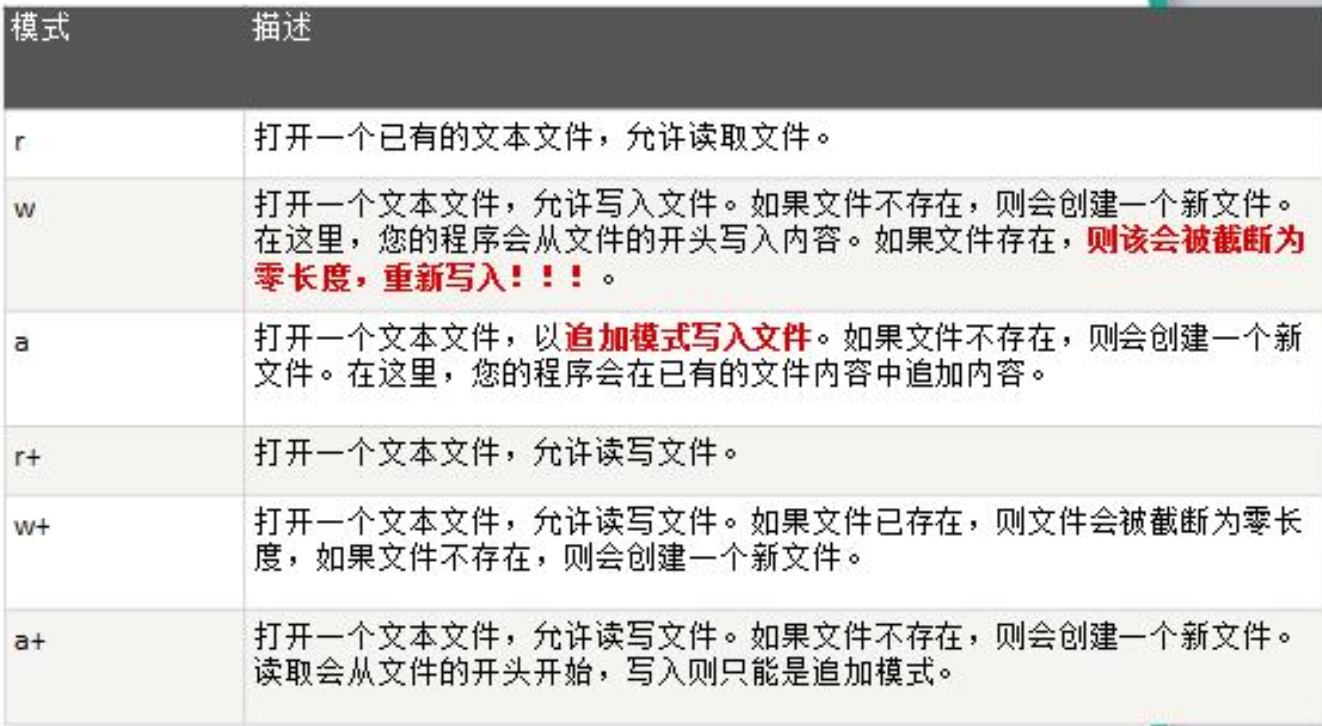 模式 描述
r 打开一个已有的文本文件，允许读取文件。
w 打开一个文本文件，允许写入文件。如果文件不存在，则会创建一个新文件。
在这里，您的程序会从文件的开头写入内容。如果文件存在，则该会被截断为
零长度，重新写入！！！。
a 打开一个文本文件，以追加模式写入文件。如果文件不存在，则会创建一个新
文件。在这里，您的程序会在已有的文件内容中追加内容。
r+ 打开一个文本文件，允许读写文件。
w+ 打开一个文本文件，允许读写文件。如果文件已存在，则文件会被截断为零长
度，如果文件不存在，则会创建一个新文件。
a+ 打开一个文本文件，允许读写文件。如果文件不存在，则会创建一个新文件。
读取会从文件的开头开始，写入则只能是追加模式。